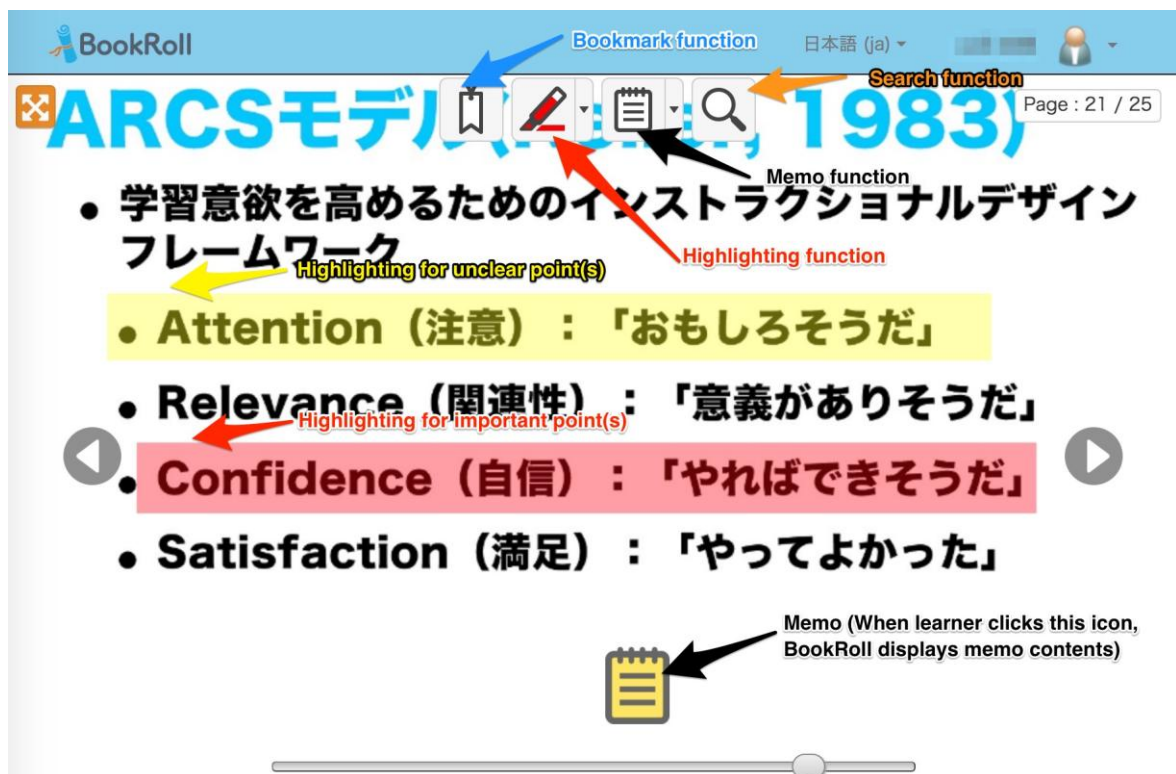 BookRoll
Bookmark function
日本語 (ja)
Search function
Page : 21 / 25
ARCSモデル 1983)
Memo function
・学習意欲を高めるためのインストラクショナルデザイン
フレームワーク
Highlighting function
Highlighting for unclear point(s)
・Attention（注意）：「おもしろそうだ」
・Relevance（関連性）：「意義がありそうだ」
Highlighting for important point(s)
・Confidence（自信）：「やればできそうだ」
・Satisfaction（満足）：「やってよかった」
Memo (When learner clicks this icon,
BookRoll displays memo contents)